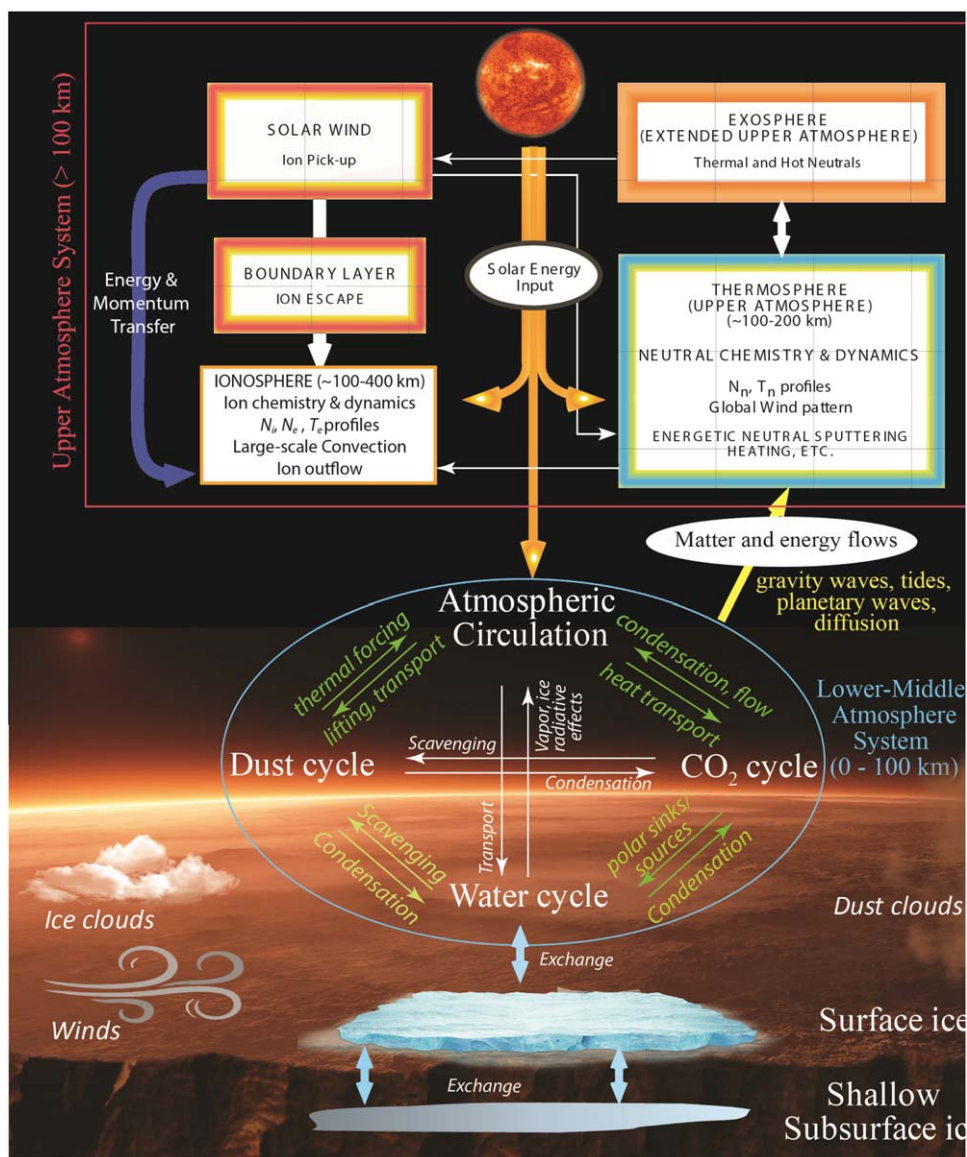 Upper Atmosphere System (> 100 km)
SOLAR WIND
Ion Pick-up
EXOSPHERE
(EXTENDED UPPER ATMOSPHERE)
Thermal and Hot Neutrals
Energy &
Momentum
Transfer
BOUNDARY LAYER
ION ESCAPE
Solar Energy
Input
THERMOSPHERE
(UPPER ATMOSPHERE)
(~100-200 km)
NEUTRAL CHEMISTRY & DYNAMICS
Nn, Tn profiles
Global Wind pattern
ENERGETIC NEUTRAL SPUTTERING
HEATING, ETC.
IONOSPHERE (~100-400 km)
Ion chemistry & dynamics
Ni, Ne , Te profiles
Large-scale Convection
Ion outflow
Matter and energy flows
gravity waves, tides,
planetary waves,
diffusion
Atmospheric
Circulation
thermal forcing
lifting, transport
condensation, flow
heat transport
Vapor, ice
radiative
effects
Lower-Middle
Atmosphere
System
(0 - 100 km)
Dust cycle
Scavenging
Condensation
CO2 cycle
Transport
Scavenging
Condensation
polar sinks/
sources
Condensation
Water cycle
Ice clouds
Dust clouds
Exchange
Winds
Surface ice
Exchange
Shallow
Subsurface ic